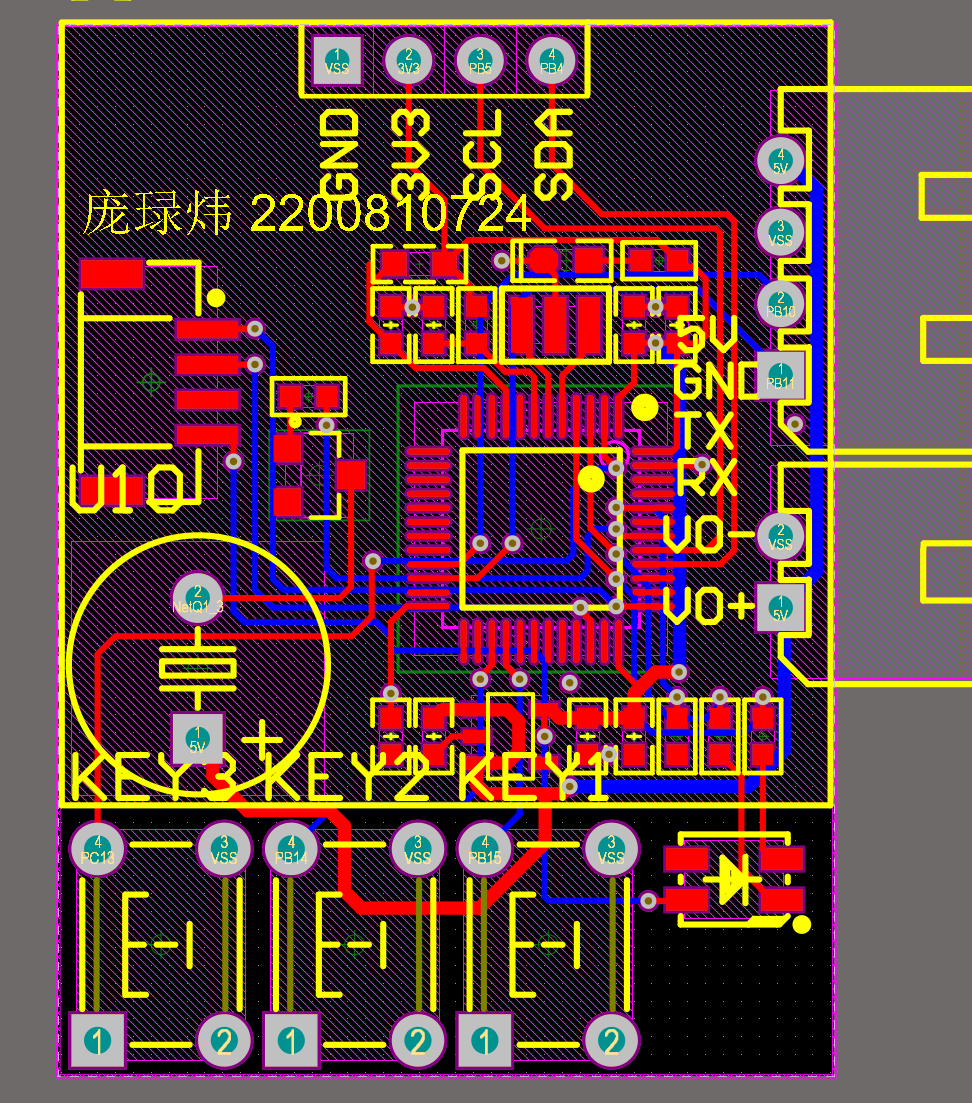 1 2 3 4
VSS 3V3 PB5 PB4
GND 3V3 SCL SDA
庞琭炜 2200810724
4
5V
3
VSS
2
PB10
1
PB11
5V
GND
TX
RX
U10
2
VSS
VO-
1
5V
VO+
2
NetQ1_3
1
5V
+
KEY3 KEY2 KEY1
4 3 4 3 4 3
PC13 VSS PB14 VSS PB15 VSS
1 2 1 2 1 2